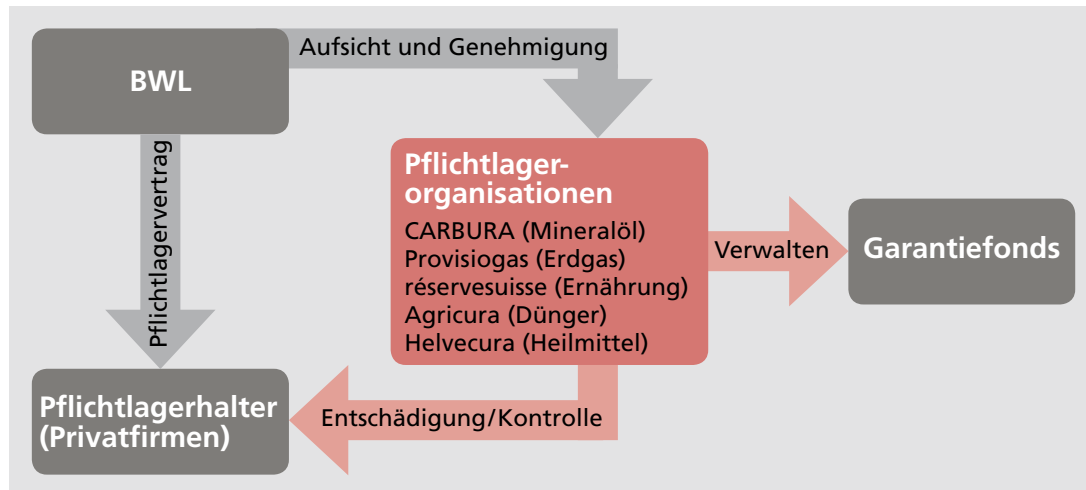 BWL
Aufsicht und Genehmigung
Pflichtlagervertrag
Pflichtlager-
organisationen
CARBURA (Mineralöl)
Provisiogas (Erdgas)
réservesuisse (Ernährung)
Agricura (Dünger)
Helvecura (Heilmittel)
Verwalten
Garantiefonds
Pflichtlagerhalter
(Privatfirmen)
Entschädigung/Kontrolle